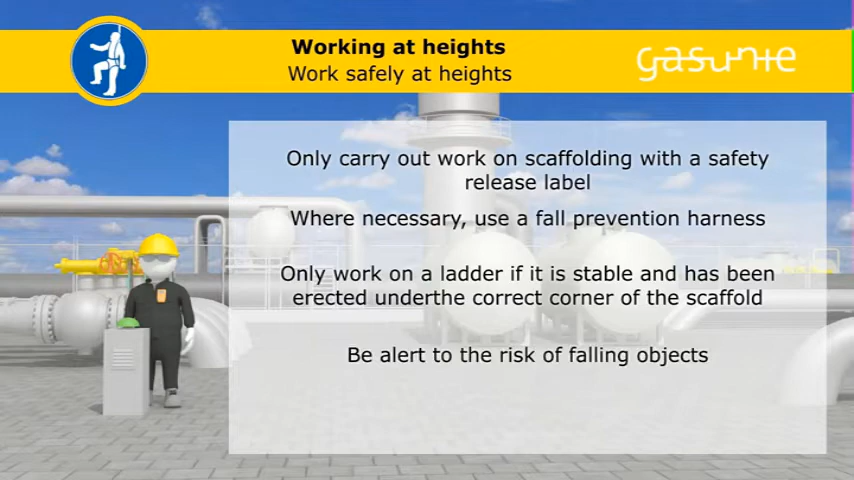 Working at heights
Work safely at heights
gasunie
Only carry out work on scaffolding with a safety
release label
Where necessary, use a fall prevention harness
Only work on a ladder if it is stable and has been
erected underthe correct corner of the scaffold
Be alert to the risk of falling objects